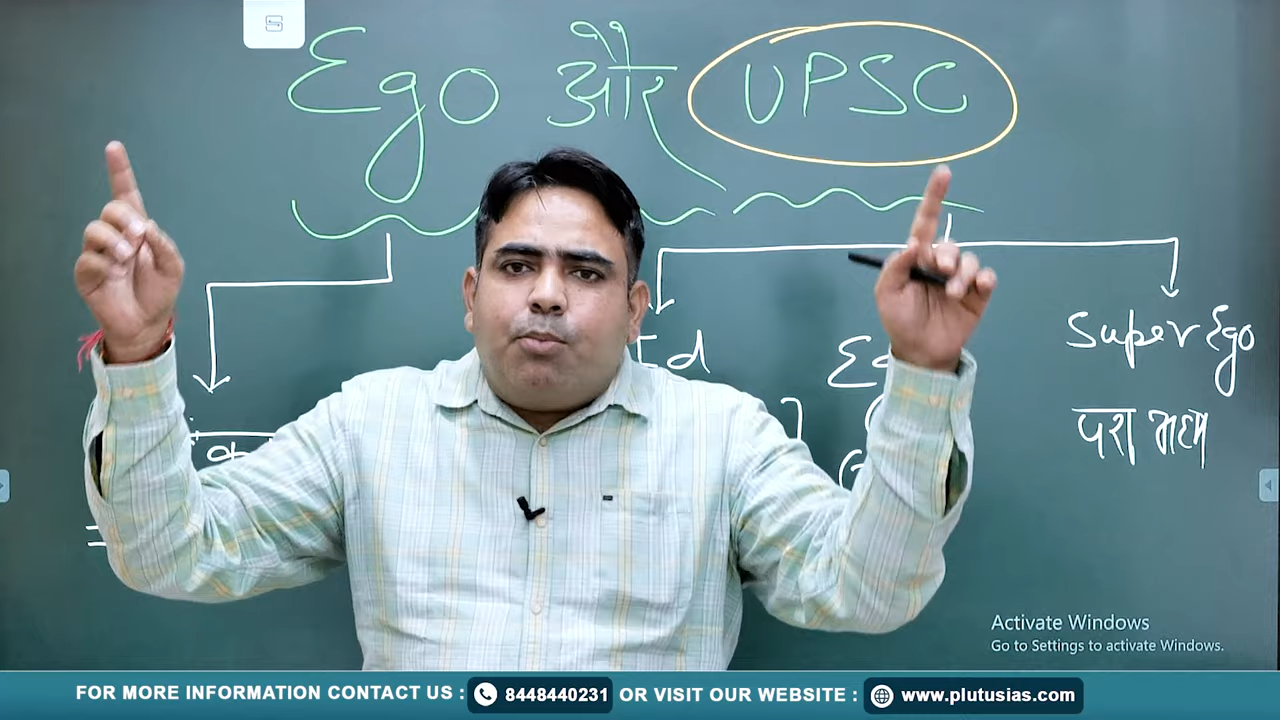 Ego और UPSC
Id
Super Ego
परा अहम
Activate Windows
Go to Settings to activate Windows.
FOR MORE INFORMATION CONTACT US : 8448440231 OR VISIT OUR WEBSITE : www.plutusias.com